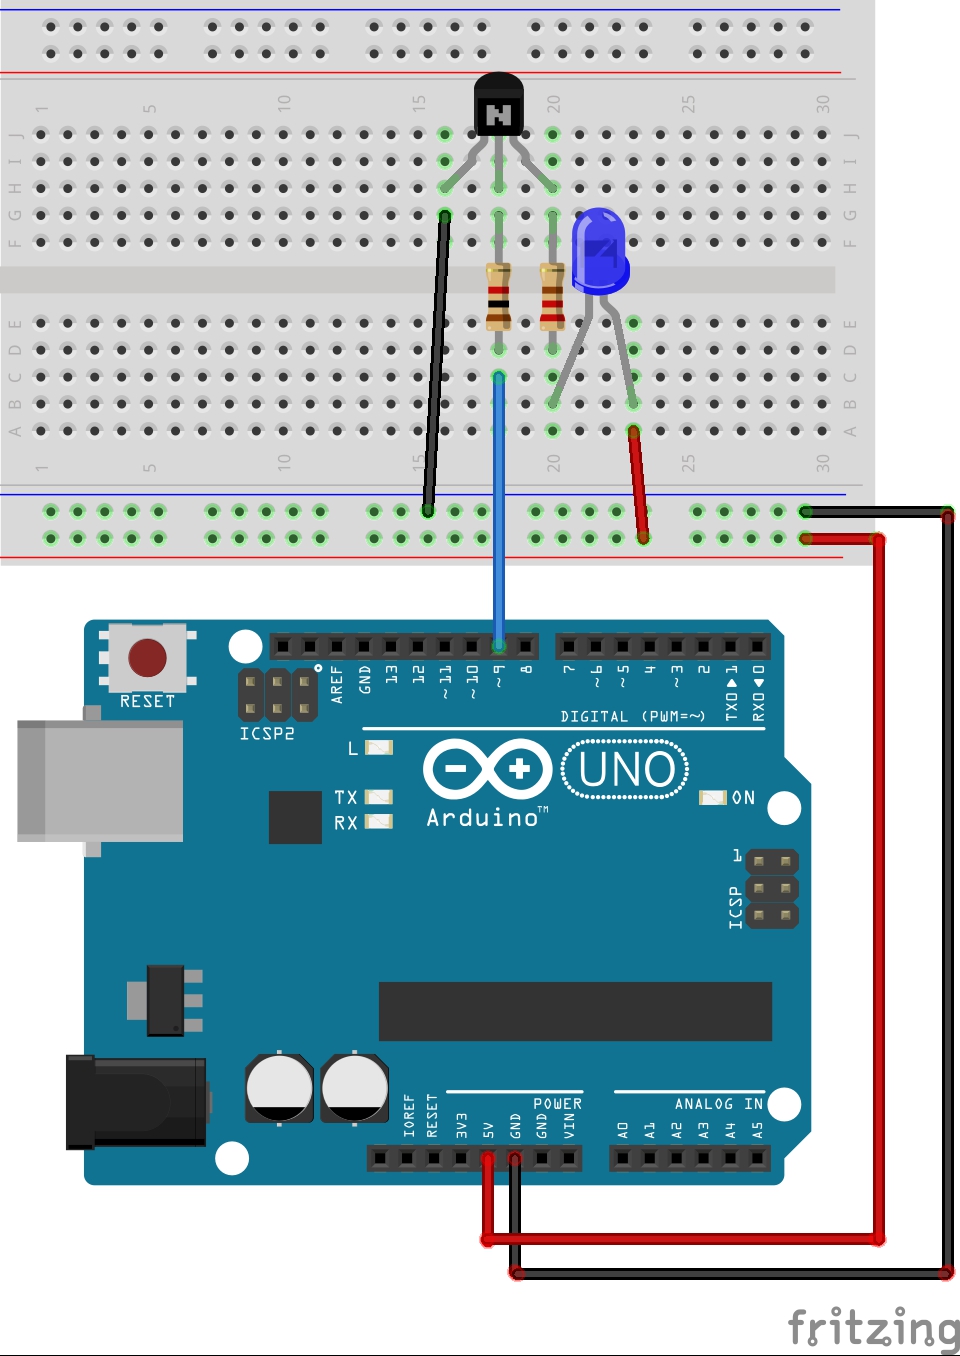 1 5 10 15 20 25 30
N
J
I
H
G
F
E
D
C
B
A
J
I
H
G
F
E
D
C
B
A
1 5 10 15 20 25 30
RESET
ICSP2
AREF
GND
13
12
~11
~10
~9
8
7
~6
~5
4
~3
2
TX0▶1
RX0◀0
DIGITAL (PWM=~)
L
TX
RX
Arduino™
UNO
ON
1
ICSP
POWER
ANALOG IN
IOREF
RESET
3V3
5V
GND
GND
VIN
A0
A1
A2
A3
A4
A5
fritzing